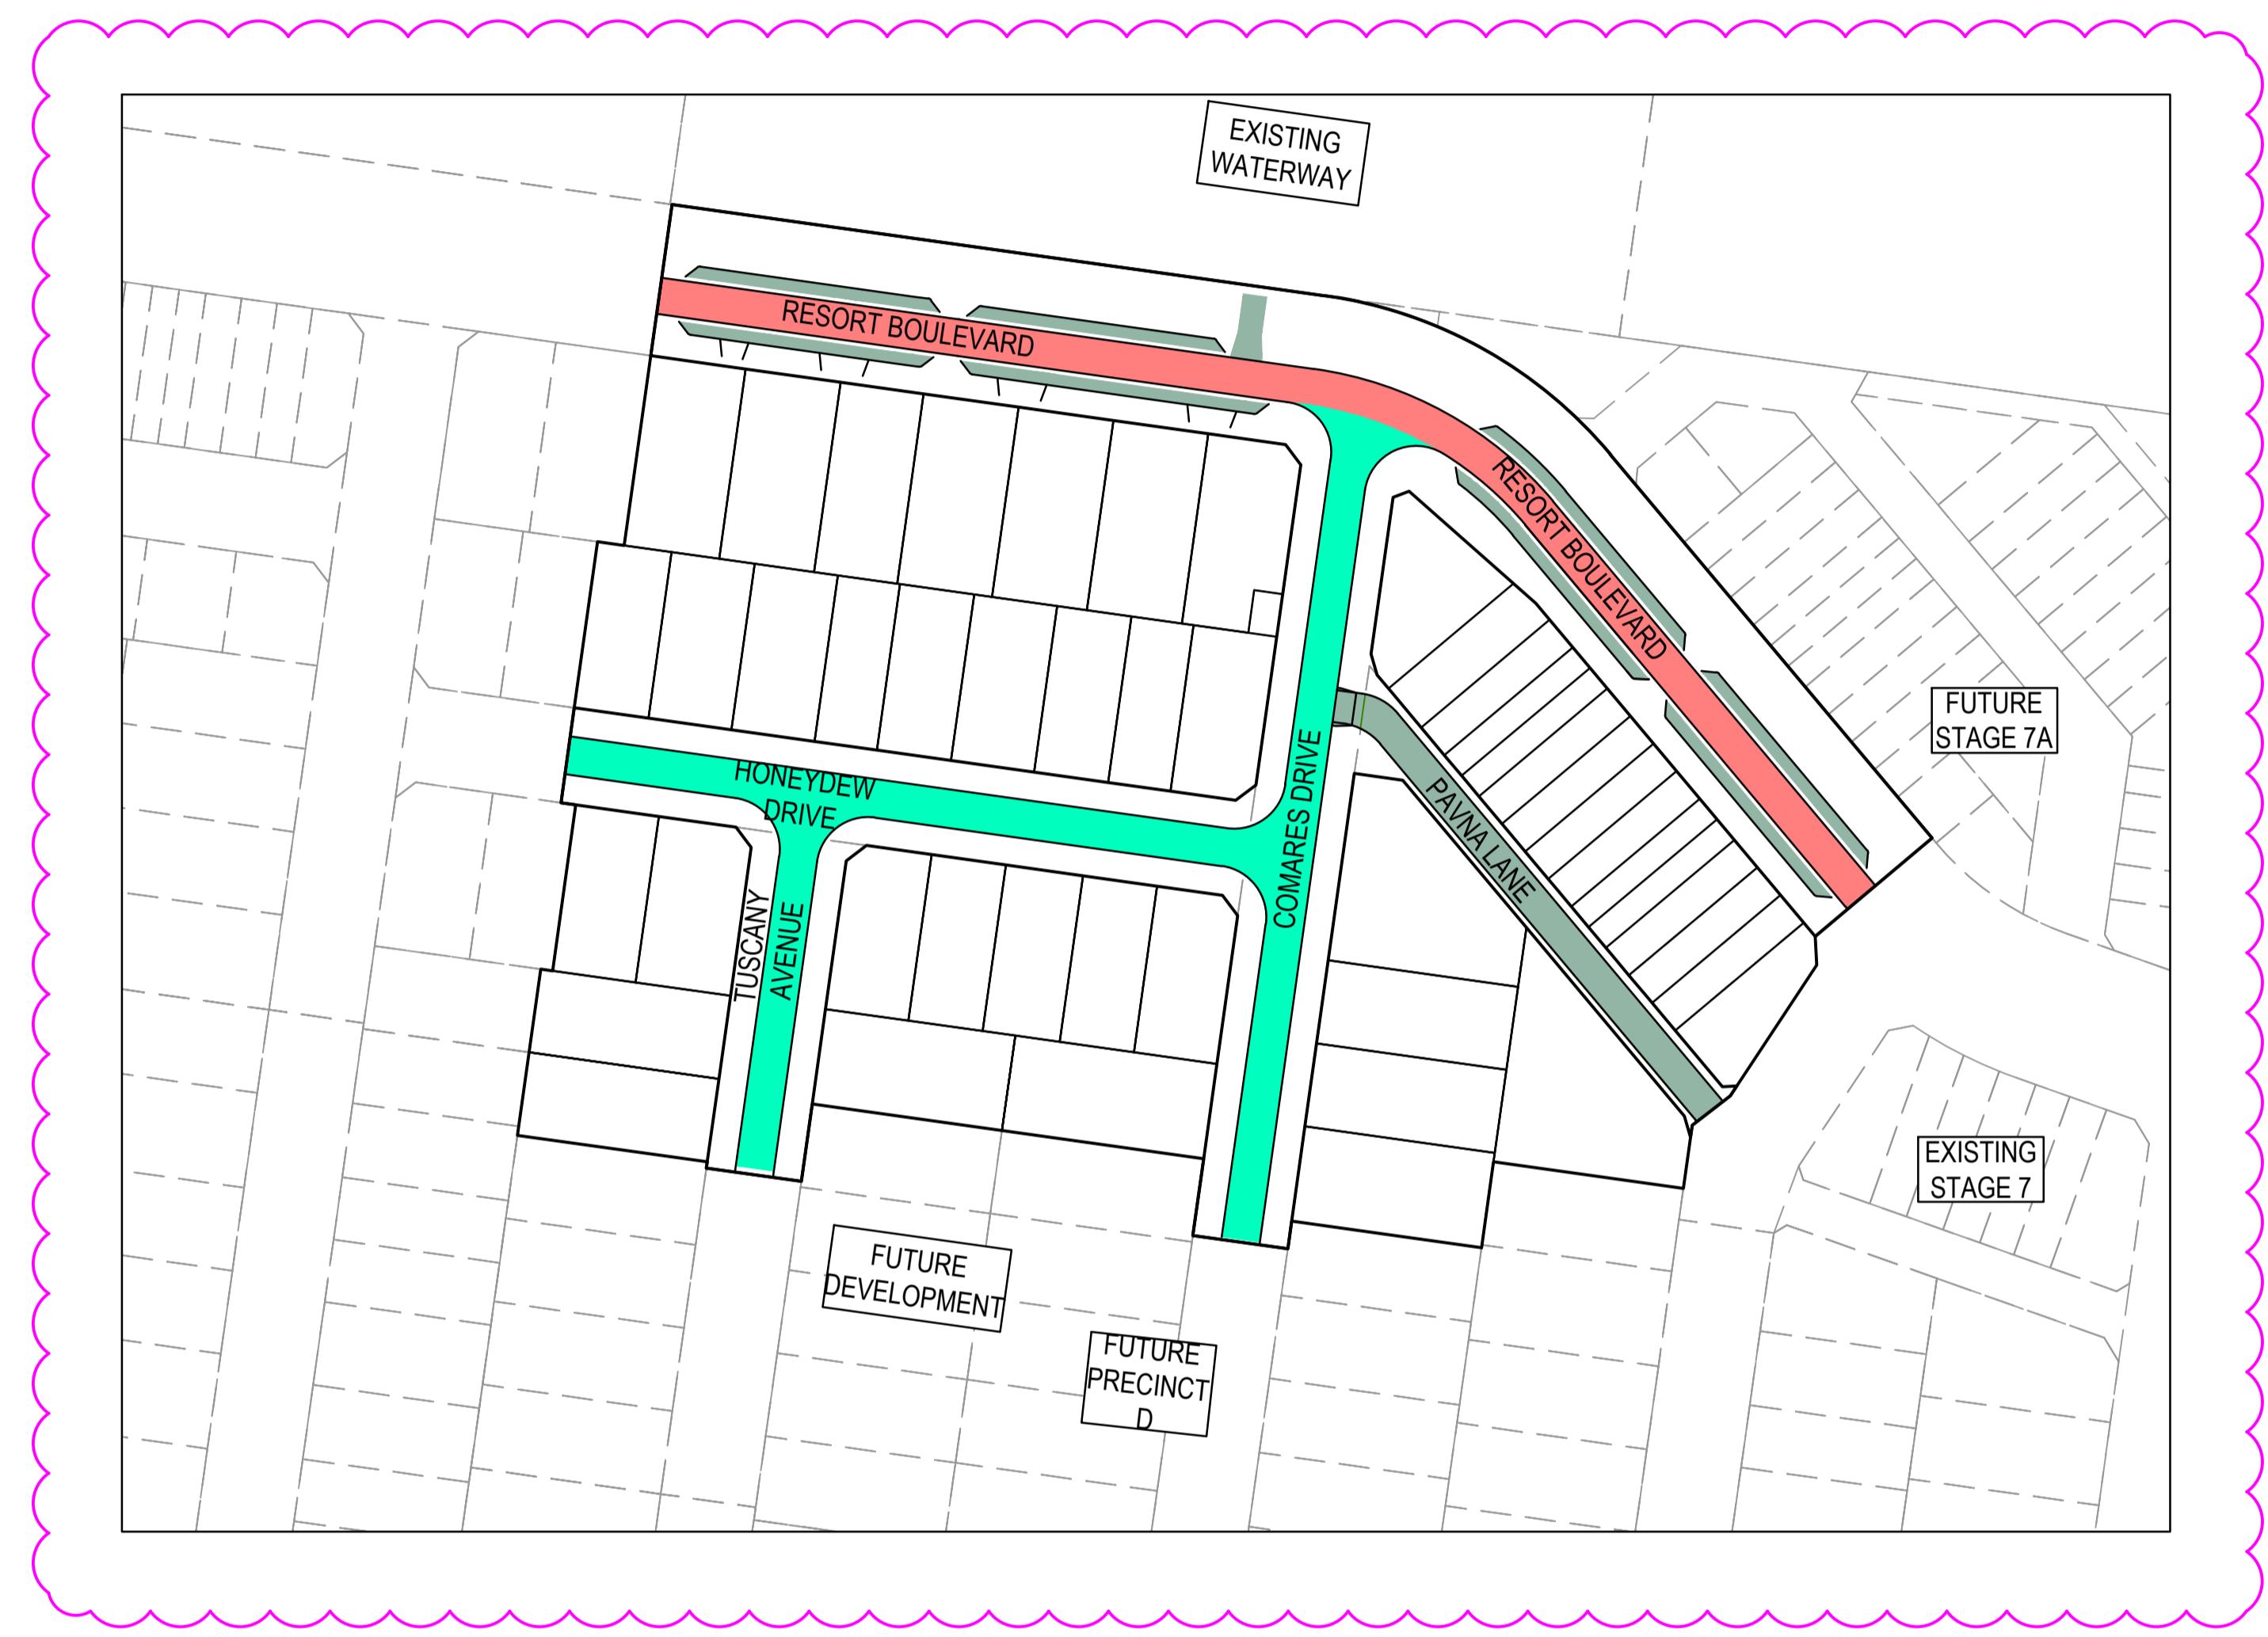 EXISTING
WATERWAY
RESORT BOULEVARD
RESORT BOULEVARD
FUTURE
STAGE 7A
HONEYDEW
DRIVE
COMARES DRIVE
PAVNA LANE
TUSCANY
AVENUE
EXISTING
STAGE 7
FUTURE
DEVELOPMENT
FUTURE
PRECINCT
D